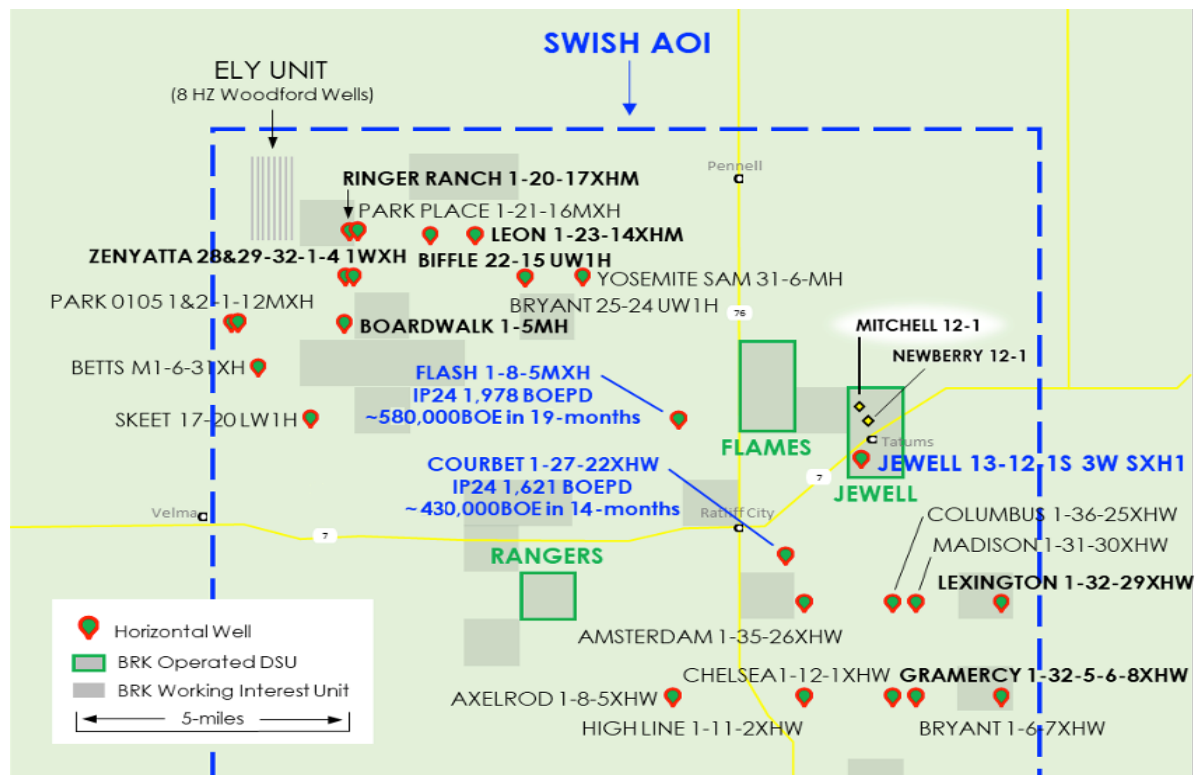 SWISH AOI
ELY UNIT
(8 HZ Woodford Wells)
Pennell
RINGER RANCH 1-20-17XHM
PARK PLACE 1-21-16MXH
LEON 1-23-14XHM
ZENYATTA 28&29-32-1-4 1WXH
BIFFLE 22-15 UW1H
YOSEMITE SAM 31-6-MH
PARK 0105 1&2-1-12MXH
BRYANT 25-24 UW1H
76
BOARDWALK 1-5MH
MITCHELL 12-1
NEWBERRY 12-1
BETTS M1-6-31XH
FLASH 1-8-5MXH
IP24 1,978 BOEPD
~580,000BOE in 19-months
SKEET 17-20 LW1H
FLAMES
Tatums
COURBET 1-27-22XHW
IP24 1,621 BOEPD
~430,000BOE in 14-months
JEWELL 13-12-1S 3W SXH1
7
JEWELL
Velma
Ratliff City
COLUMBUS 1-36-25XHW
7
MADISON 1-31-30XHW
RANGERS
LEXINGTON 1-32-29XHW
Horizontal Well
AMSTERDAM 1-35-26XHW
BRK Operated DSU
CHELSEA1-12-1XHW
GRAMERCY 1-32-5-6-8XHW
BRK Working Interest Unit
AXELROD 1-8-5XHW
5-miles
HIGH LINE 1-11-2XHW
BRYANT 1-6-7XHW